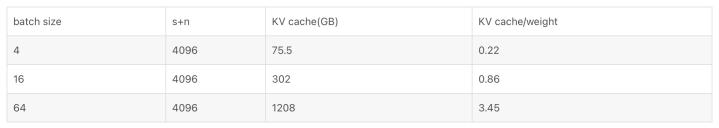 batch size s+n KV cache(GB) KV cache/weight
4 4096 75.5 0.22
16 4096 302 0.86
64 4096 1208 3.45